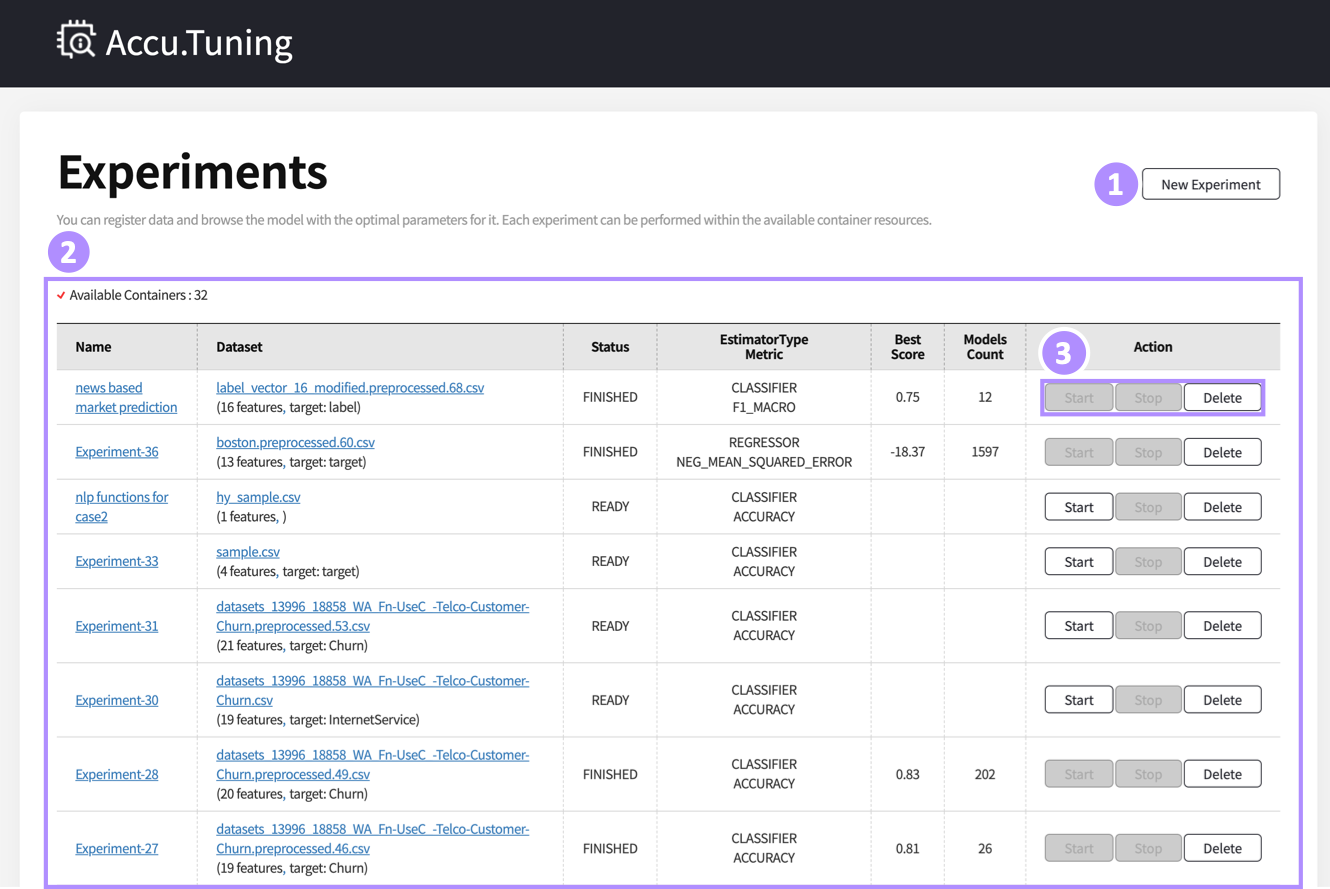 Accu.Tuning
Experiments
1
New Experiment
You can register data and browse the model with the optimal parameters for it. Each experiment can be performed within the available container resources.
2
Available Containers : 32
Name Dataset Status EstimatorType Metric Best Score Models Count 3 Action
news based market prediction label_vector_16_modified.preprocessed.68.csv (16 features, target: label) FINISHED CLASSIFIER F1_MACRO 0.75 12 Start Stop Delete
Experiment-36 boston.preprocessed.60.csv (13 features, target: target) FINISHED REGRESSOR NEG_MEAN_SQUARED_ERROR -18.37 1597 Start Stop Delete
nlp functions for case2 hy_sample.csv (1 features, ) READY CLASSIFIER ACCURACY Start Stop Delete
Experiment-33 sample.csv (4 features, target: target) READY CLASSIFIER ACCURACY Start Stop Delete
Experiment-31 datasets_13996_18858_WA_Fn-UseC_-Telco-Customer-Churn.preprocessed.53.csv (21 features, target: Churn) READY CLASSIFIER ACCURACY Start Stop Delete
Experiment-30 datasets_13996_18858_WA_Fn-UseC_-Telco-Customer-Churn.csv (19 features, target: InternetService) READY CLASSIFIER ACCURACY Start Stop Delete
Experiment-28 datasets_13996_18858_WA_Fn-UseC_-Telco-Customer-Churn.preprocessed.49.csv (20 features, target: Churn) FINISHED CLASSIFIER ACCURACY 0.83 202 Start Stop Delete
Experiment-27 datasets_13996_18858_WA_Fn-UseC_-Telco-Customer-Churn.preprocessed.46.csv (19 features, target: Churn) FINISHED CLASSIFIER ACCURACY 0.81 26 Start Stop Delete